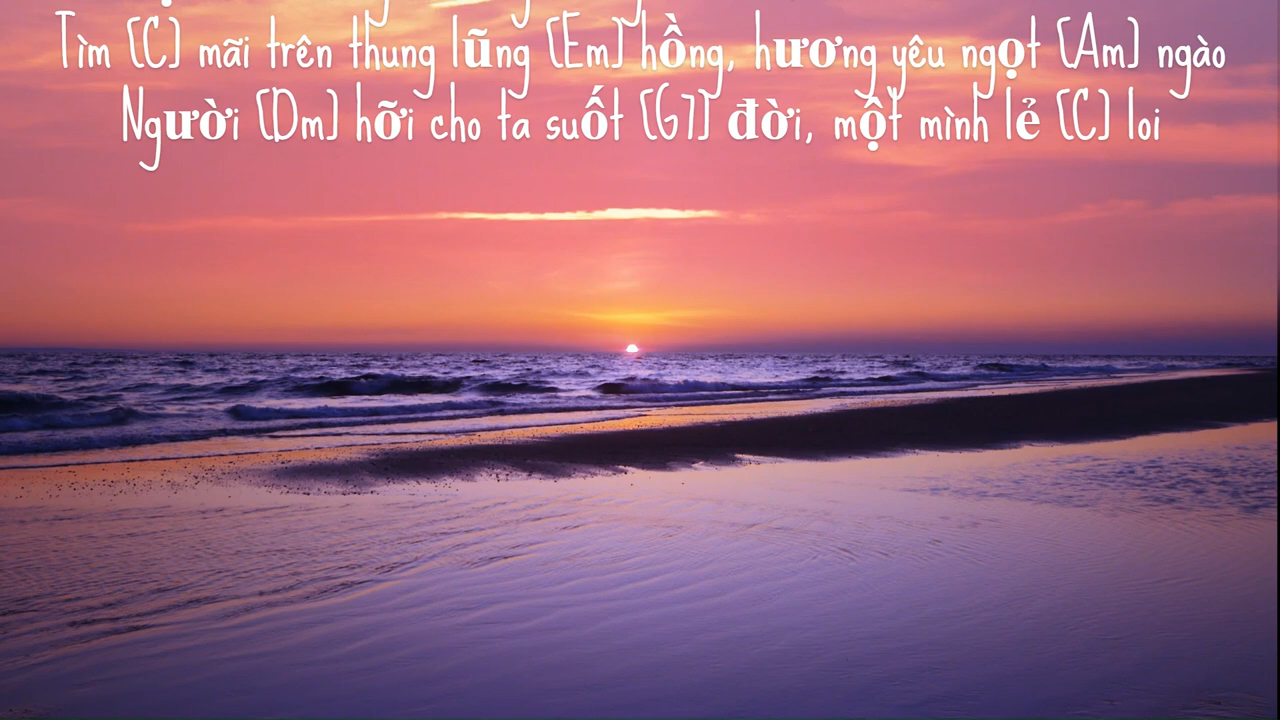 Tìm [C] mãi trên thung lũng [Em] hồng, hương yêu ngọt [Am] ngào
Người [Dm] hỡi cho ta suốt [G7] đời, một mình lẻ [C] loi